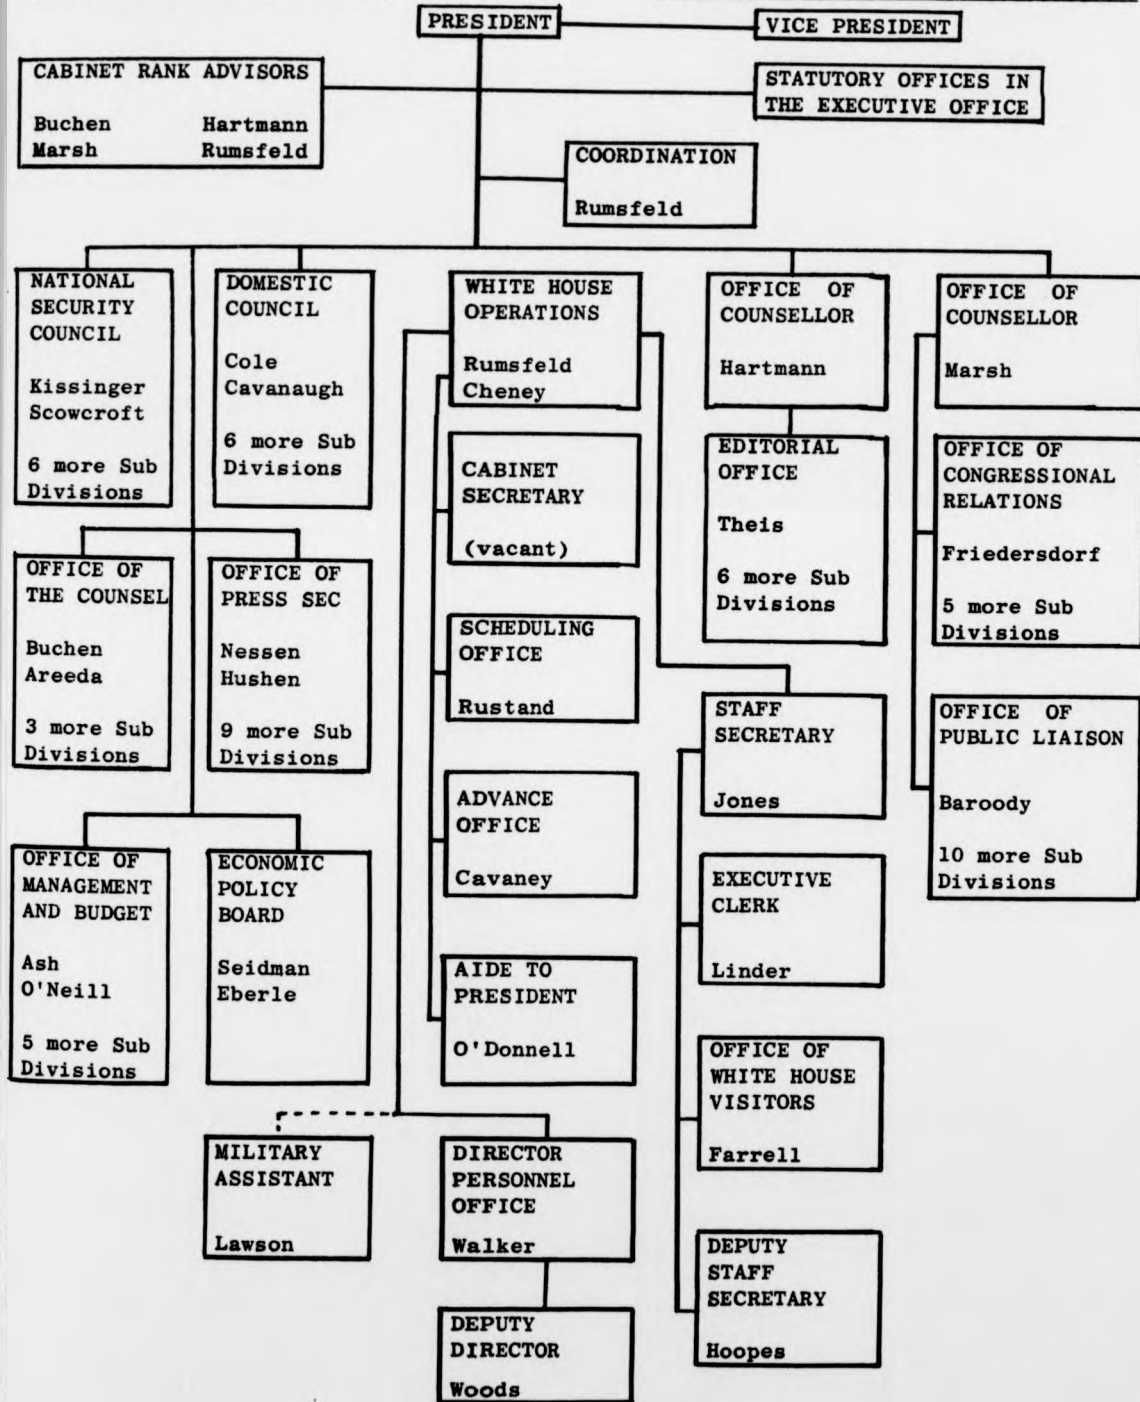 PRESIDENT
VICE PRESIDENT
CABINET RANK ADVISORS
Buchen Hartmann
Marsh Rumsfeld
STATUTORY OFFICES IN
THE EXECUTIVE OFFICE
COORDINATION
Rumsfeld
NATIONAL
SECURITY
COUNCIL
Kissinger
Scowcroft
6 more Sub
Divisions
DOMESTIC
COUNCIL
Cole
Cavanaugh
6 more Sub
Divisions
WHITE HOUSE
OPERATIONS
Rumsfeld
Cheney
OFFICE OF
COUNSELLOR
Hartmann
OFFICE OF
COUNSELLOR
Marsh
CABINET
SECRETARY
(vacant)
EDITORIAL
OFFICE
Theis
6 more Sub
Divisions
OFFICE OF
CONGRESSIONAL
RELATIONS
Friedersdorf
5 more Sub
Divisions
OFFICE OF
THE COUNSEL
Buchen
Areeda
3 more Sub
Divisions
OFFICE OF
PRESS SEC
Nessen
Hushen
9 more Sub
Divisions
SCHEDULING
OFFICE
Rustand
STAFF
SECRETARY
Jones
OFFICE OF
PUBLIC LIAISON
Baroody
10 more Sub
Divisions
ADVANCE
OFFICE
Cavaney
OFFICE OF
MANAGEMENT
AND BUDGET
Ash
O'Neill
5 more Sub
Divisions
ECONOMIC
POLICY
BOARD
Seidman
Eberle
EXECUTIVE
CLERK
Linder
AIDE TO
PRESIDENT
O'Donnell
OFFICE OF
WHITE HOUSE
VISITORS
Farrell
MILITARY
ASSISTANT
Lawson
DIRECTOR
PERSONNEL
OFFICE
Walker
DEPUTY
STAFF
SECRETARY
Hoopes
DEPUTY
DIRECTOR
Woods